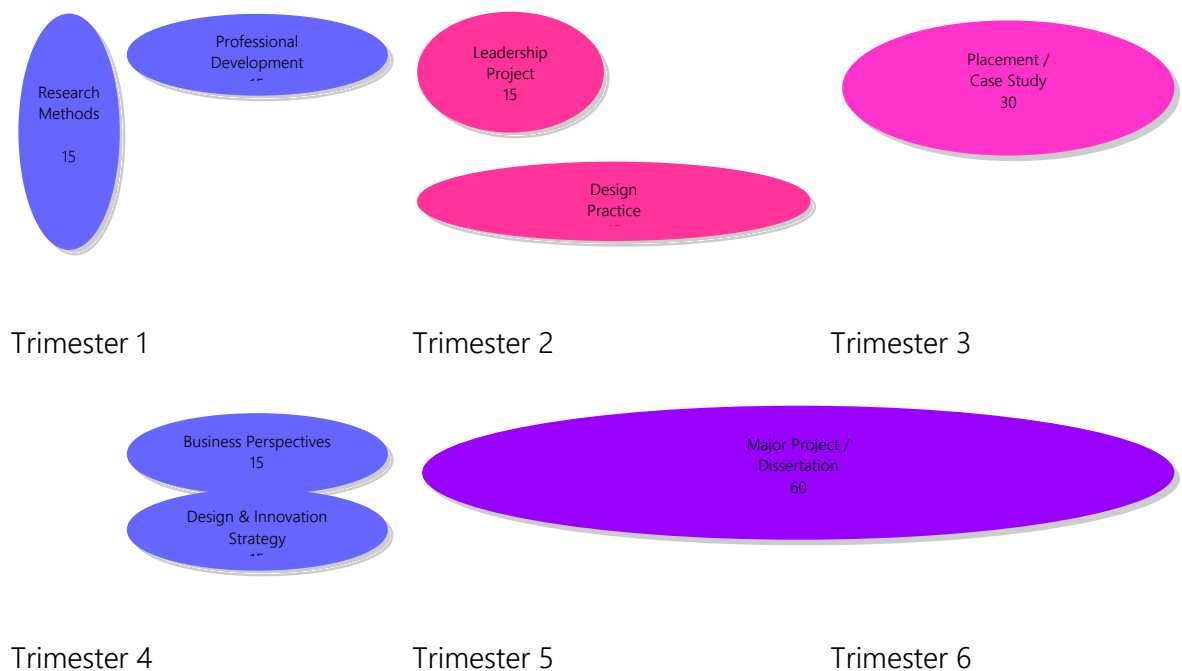 Research
Methods
15
Professional
Development
Leadership
Project
15
Design
Practice
Placement /
Case Study
30
Trimester 1
Trimester 2
Trimester 3
Business Perspectives
15
Design & Innovation
Strategy
Major Project /
Dissertation
60
Trimester 4
Trimester 5
Trimester 6